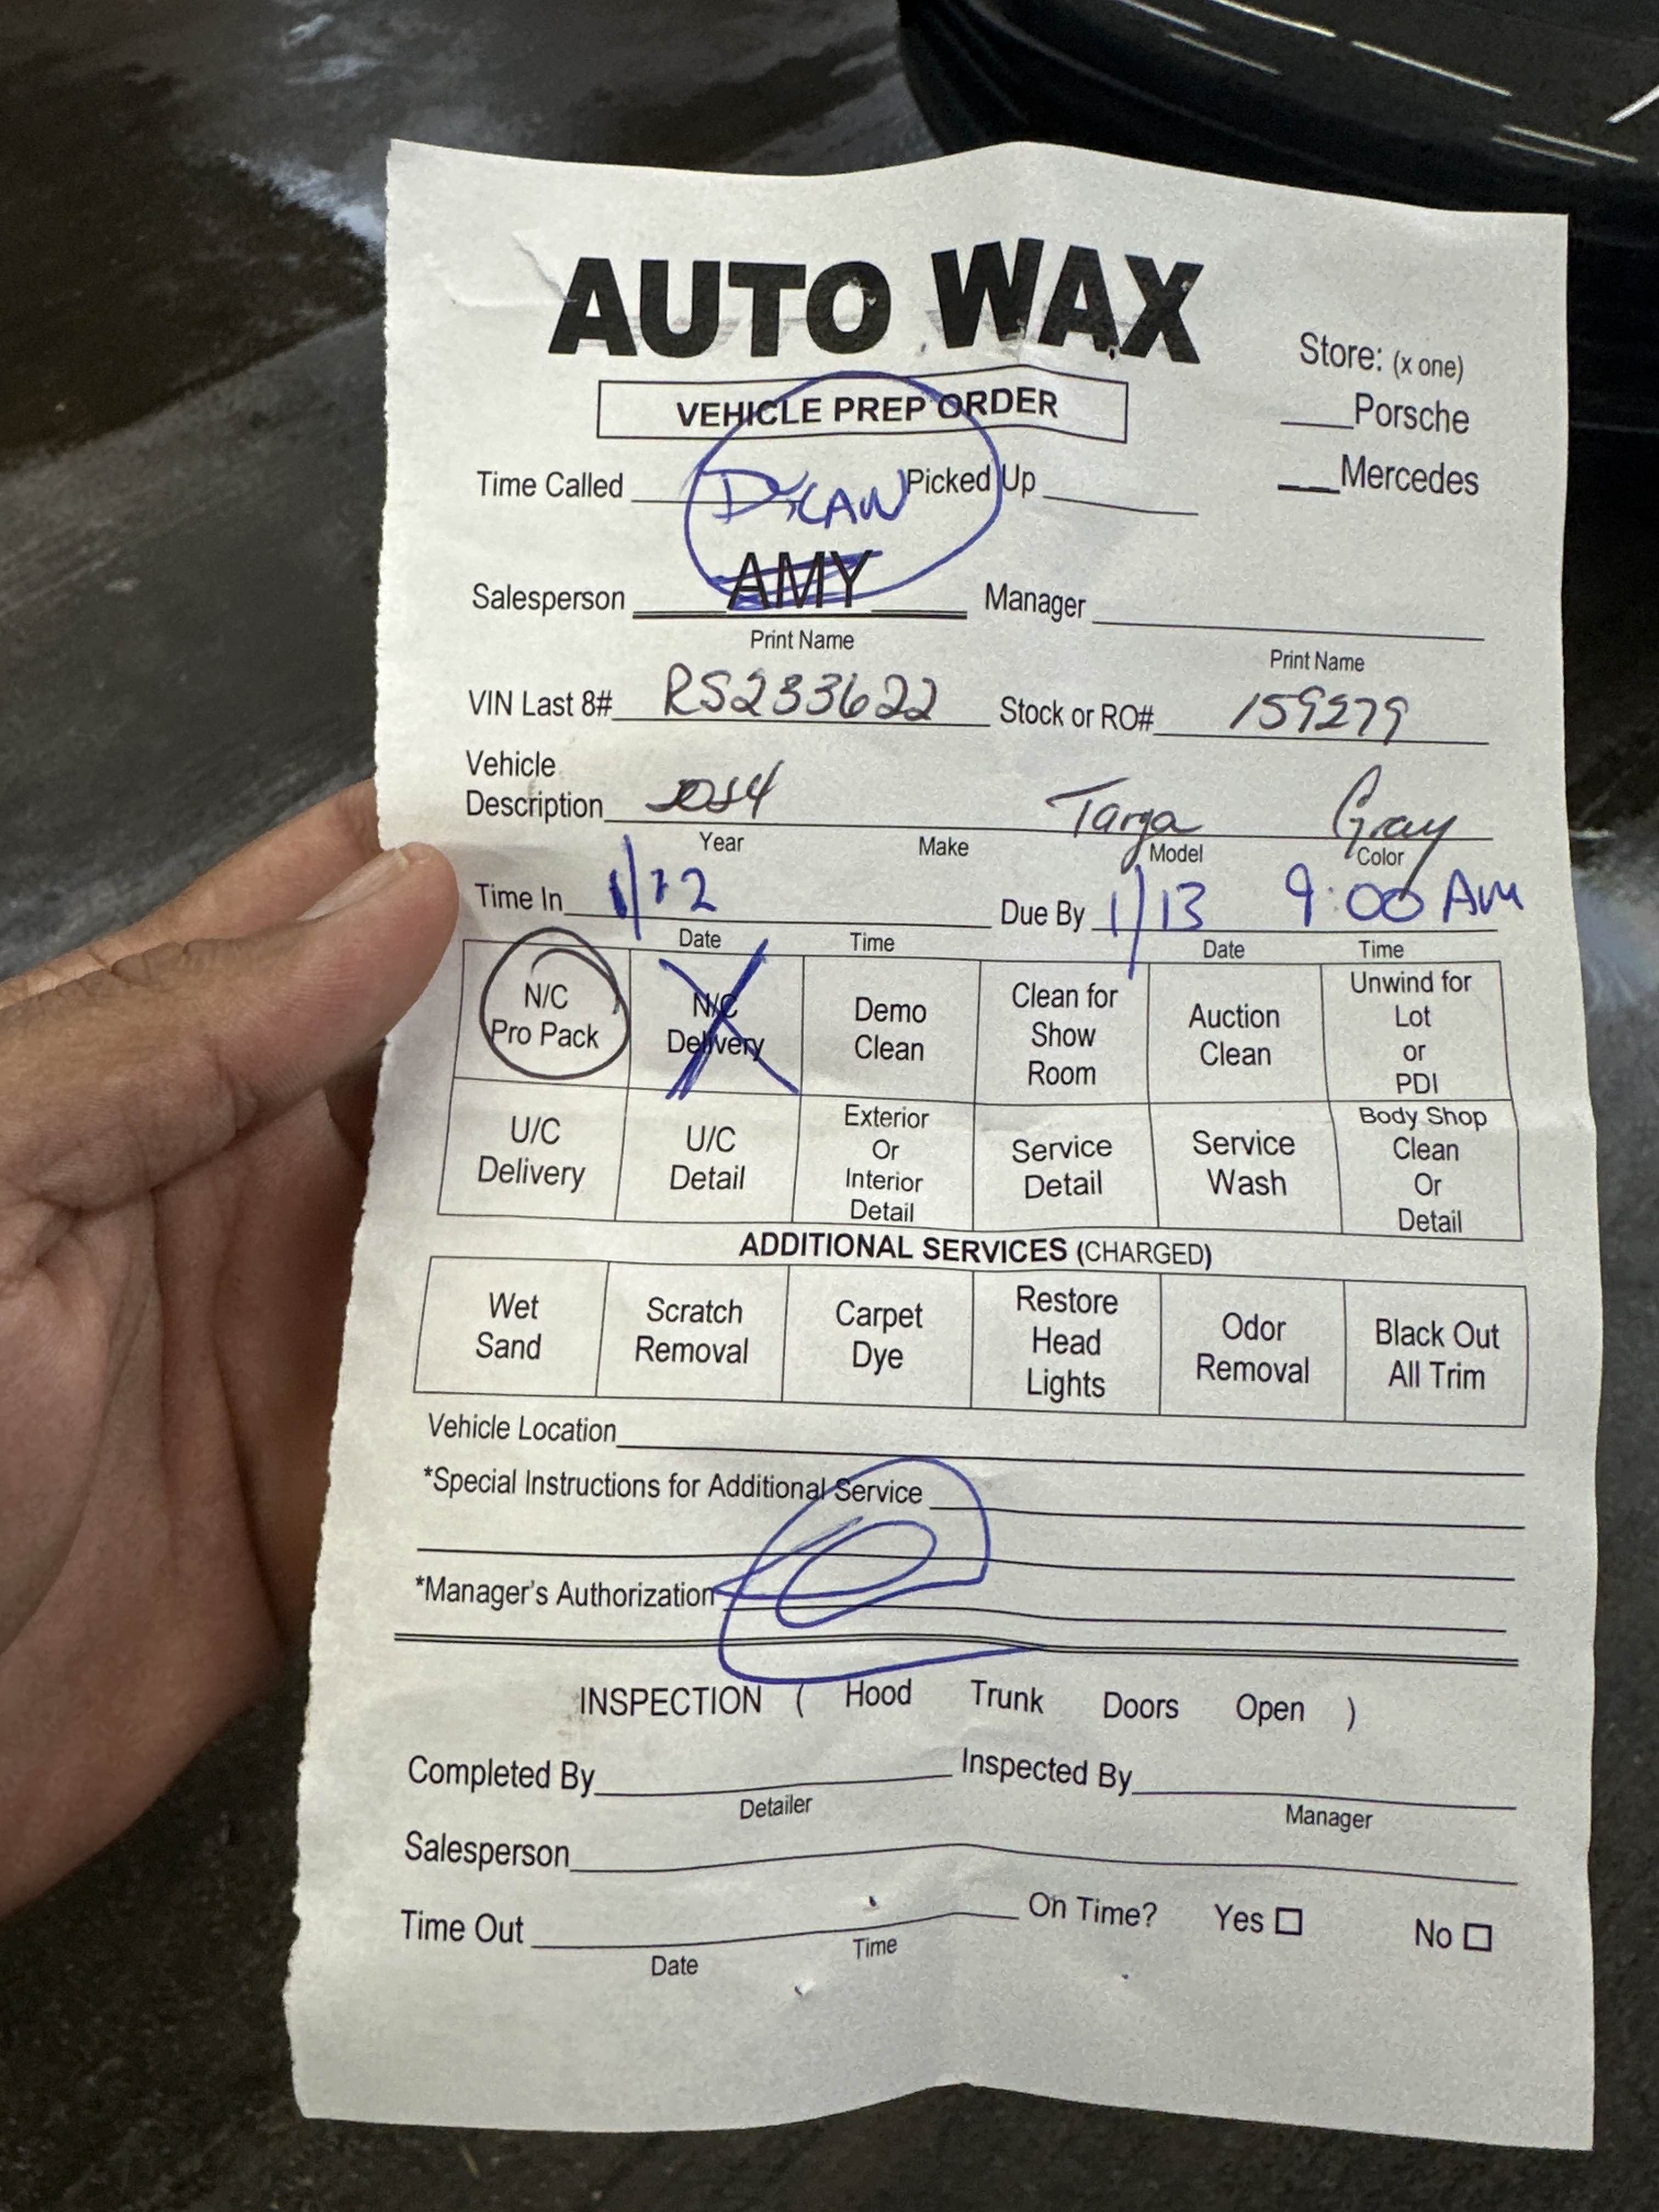 AUTO WAX
Store: (x one)
VEHICLE PREP ORDER
___Porsche
Time Called DYLAN Picked Up
___Mercedes
Salesperson AMY Manager
Print Name Print Name
VIN Last 8# RS233622 Stock or RO# 159279
Vehicle
Description Targa Gray
Year Make Model Color
Time In 1/12 Due By 1/13 9:00 AM
Date Time Date Time
N/C Pro Pack
N/C Delivery
Demo Clean
Clean for Show Room
Auction Clean
Unwind for Lot or PDI
U/C Delivery
U/C Detail
Exterior Or Interior Detail
Service Detail
Service Wash
Body Shop Clean Or Detail
ADDITIONAL SERVICES (CHARGED)
Wet Sand
Scratch Removal
Carpet Dye
Restore Head Lights
Odor Removal
Black Out All Trim
Vehicle Location
*Special Instructions for Additional Service
*Manager's Authorization
INSPECTION ( Hood Trunk Doors Open )
Completed By Inspected By
Detailer Manager
Salesperson
Time Out On Time? Yes ☐ No ☐
Date Time